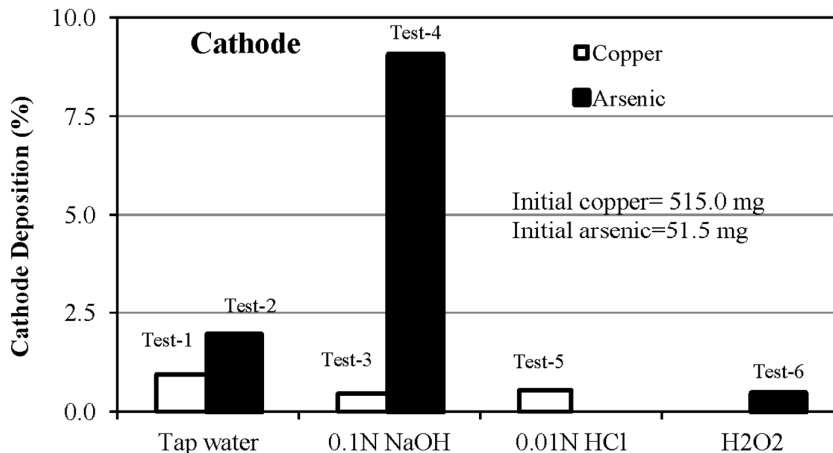 10.0
Cathode
Test-4
Copper
Arsenic
7.5
Cathode Deposition (%)
Initial copper= 515.0 mg
Initial arsenic=51.5 mg
5.0
2.5
Test-1
Test-2
Test-3
Test-5
Test-6
0.0
Tap water
0.1N NaOH
0.01N HCl
H2O2